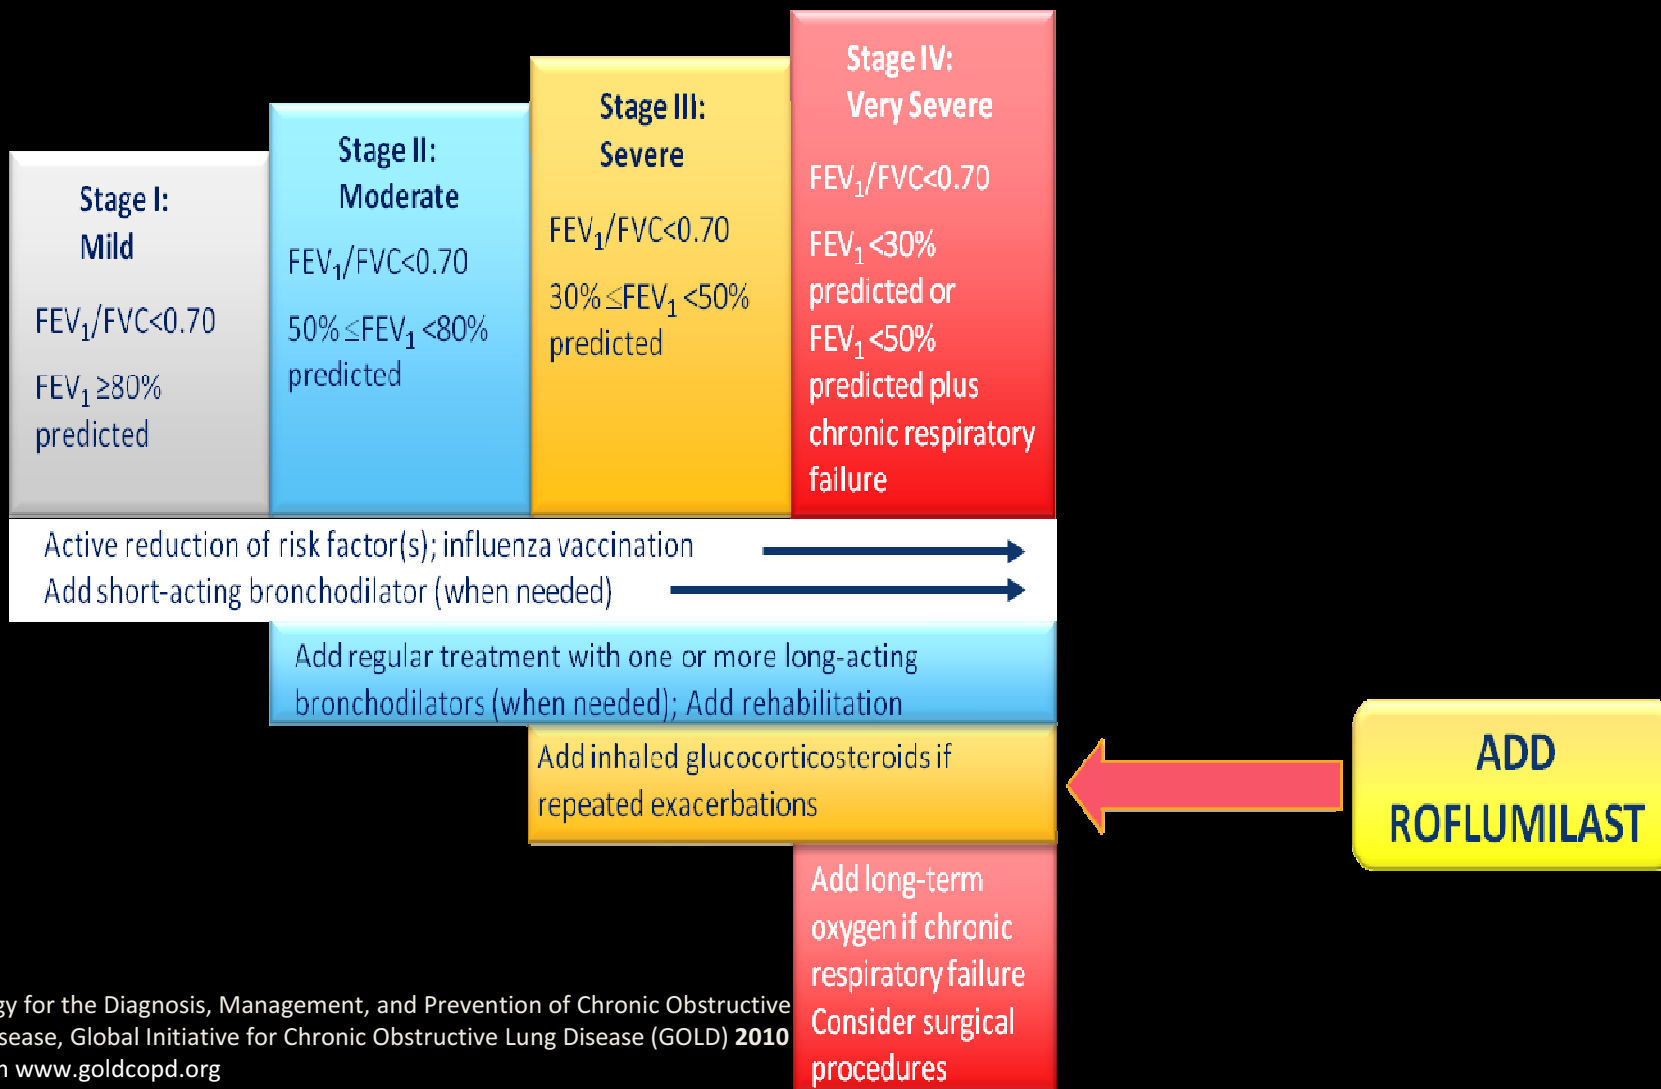 Stage I:
Mild
FEV₁/FVC<0.70
FEV₁ ≥80%
predicted
Stage II:
Moderate
FEV₁/FVC<0.70
50% ≤FEV₁ <80%
predicted
Stage III:
Severe
FEV₁/FVC<0.70
30% ≤FEV₁ <50%
predicted
Stage IV:
Very Severe
FEV₁/FVC<0.70
FEV₁ <30%
predicted or
FEV₁ <50%
predicted plus
chronic respiratory
failure
Active reduction of risk factor(s); influenza vaccination
Add short-acting bronchodilator (when needed)
Add regular treatment with one or more long-acting
bronchodilators (when needed); Add rehabilitation
Add inhaled glucocorticosteroids if
repeated exacerbations
ADD
ROFLUMILAST
Add long-term
oxygen if chronic
respiratory failure
Consider surgical
procedures
for the Diagnosis, Management, and Prevention of Chronic Obstructive
Global Initiative for Chronic Obstructive Lung Disease (GOLD) 2010
www.goldcopd.org